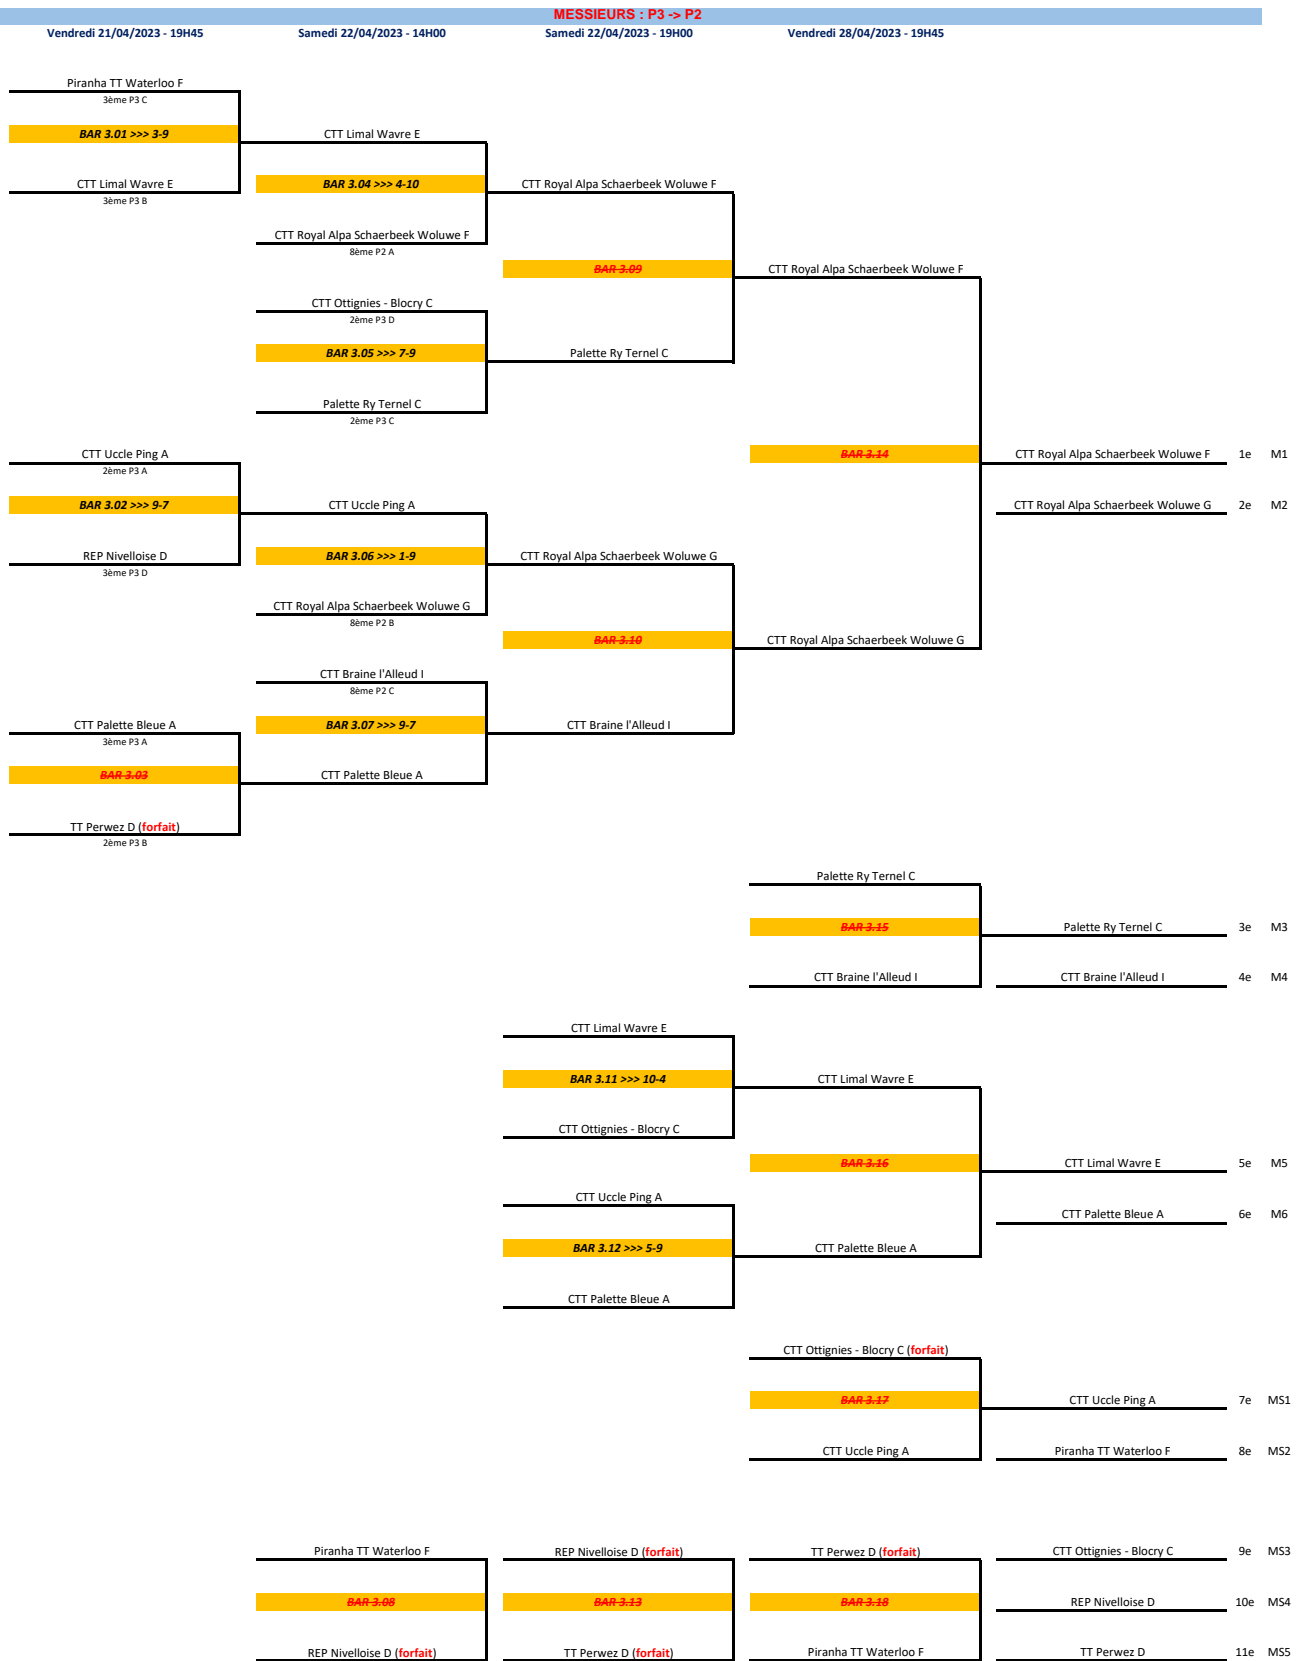 MESSIEURS : P3 -> P2
Vendredi 21/04/2023 - 19H45 Samedi 22/04/2023 - 14H00 Samedi 22/04/2023 - 19H00 Vendredi 28/04/2023 - 19H45
Piranha TT Waterloo F
3ème P3 C
BAR 3.01 >>> 3-9 CTT Limal Wavre E
CTT Limal Wavre E BAR 3.04 >>> 4-10 CTT Royal Alpa Schaerbeek Woluwe F
3ème P3 B
CTT Royal Alpa Schaerbeek Woluwe F
8ème P2 A
BAR 3.09 CTT Royal Alpa Schaerbeek Woluwe F
CTT Ottignies - Blocry C
2ème P3 D
BAR 3.05 >>> 7-9 Palette Ry Ternel C
Palette Ry Ternel C
2ème P3 C
CTT Uccle Ping A BAR 3.14 CTT Royal Alpa Schaerbeek Woluwe F 1e M1
2ème P3 A
BAR 3.02 >>> 9-7 CTT Uccle Ping A CTT Royal Alpa Schaerbeek Woluwe G 2e M2
REP Nivelloise D BAR 3.06 >>> 1-9 CTT Royal Alpa Schaerbeek Woluwe G
3ème P3 D
CTT Royal Alpa Schaerbeek Woluwe G
8ème P2 B
BAR 3.10 CTT Royal Alpa Schaerbeek Woluwe G
CTT Braine l'Alleud I
8ème P2 C
CTT Palette Bleue A BAR 3.07 >>> 9-7 CTT Braine l'Alleud I
3ème P3 A
BAR 3.03 CTT Palette Bleue A
TT Perwez D (forfait)
2ème P3 B
Palette Ry Ternel C
BAR 3.15 Palette Ry Ternel C 3e M3
CTT Braine l'Alleud I CTT Braine l'Alleud I 4e M4
CTT Limal Wavre E
BAR 3.11 >>> 10-4 CTT Limal Wavre E
CTT Ottignies - Blocry C
BAR 3.16 CTT Limal Wavre E 5e M5
CTT Uccle Ping A
CTT Palette Bleue A 6e M6
BAR 3.12 >>> 5-9 CTT Palette Bleue A
CTT Palette Bleue A
CTT Ottignies - Blocry C (forfait)
BAR 3.17 CTT Uccle Ping A 7e MS1
CTT Uccle Ping A Piranha TT Waterloo F 8e MS2
Piranha TT Waterloo F REP Nivelloise D (forfait) TT Perwez D (forfait) CTT Ottignies - Blocry C 9e MS3
BAR 3.08 BAR 3.13 BAR 3.18 REP Nivelloise D 10e MS4
REP Nivelloise D (forfait) TT Perwez D (forfait) Piranha TT Waterloo F TT Perwez D 11e MS5